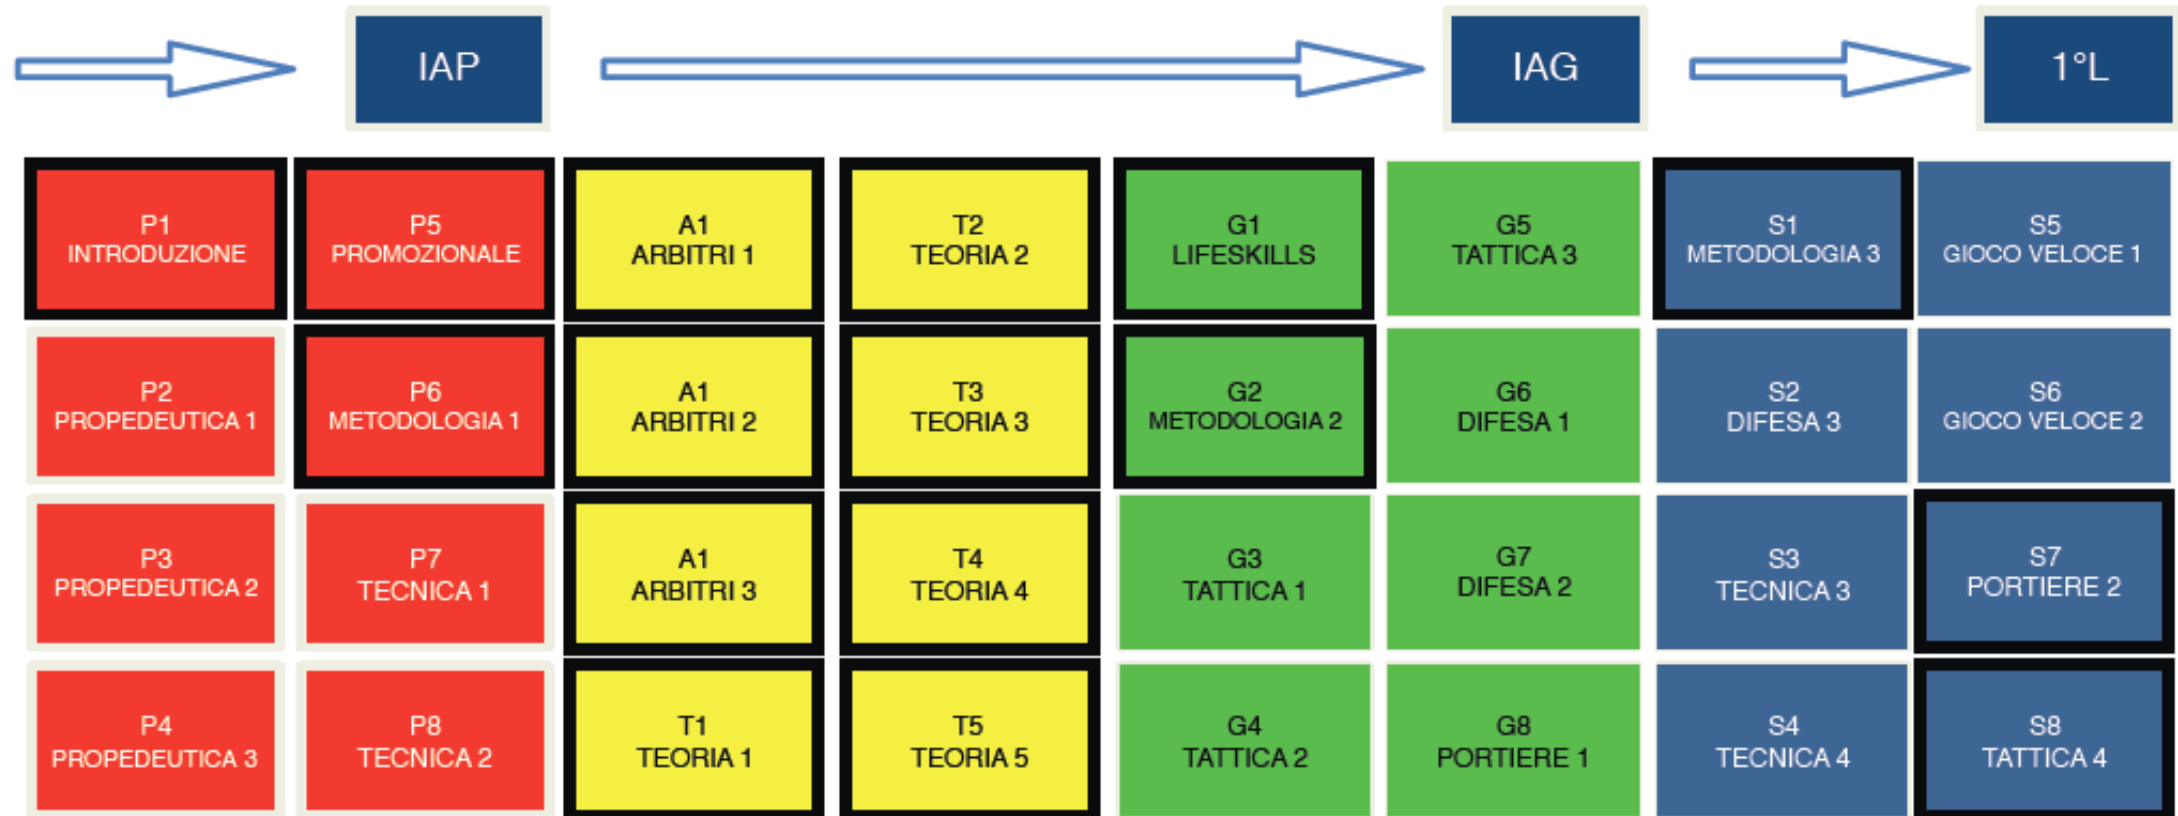 IAP
IAG
1°L
P1
INTRODUZIONE
P5
PROMOZIONALE
A1
ARBITRI 1
T2
TEORIA 2
G1
LIFESKILLS
G5
TATTICA 3
S1
METODOLOGIA 3
S5
GIOCO VELOCE 1
P2
PROPEDEUTICA 1
P6
METODOLOGIA 1
A1
ARBITRI 2
T3
TEORIA 3
G2
METODOLOGIA 2
G6
DIFESA 1
S2
DIFESA 3
S6
GIOCO VELOCE 2
P3
PROPEDEUTICA 2
P7
TECNICA 1
A1
ARBITRI 3
T4
TEORIA 4
G3
TATTICA 1
G7
DIFESA 2
S3
TECNICA 3
S7
PORTIERE 2
P4
PROPEDEUTICA 3
P8
TECNICA 2
T1
TEORIA 1
T5
TEORIA 5
G4
TATTICA 2
G8
PORTIERE 1
S4
TECNICA 4
S8
TATTICA 4